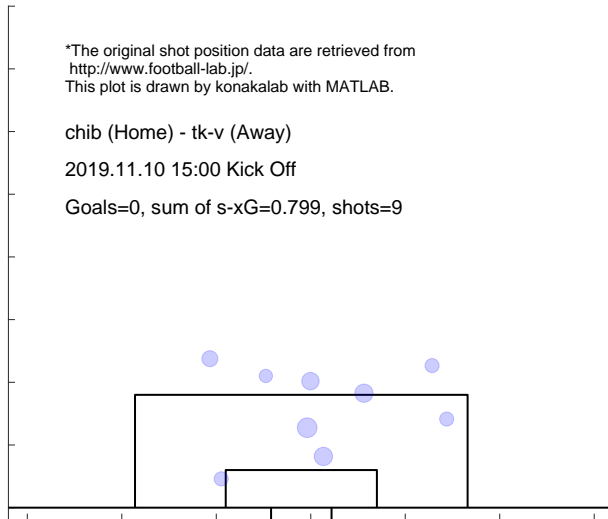 *The original shot position data are retrieved from
http://www.football-lab.jp/.
This plot is drawn by konakalab with MATLAB.
chib (Home) - tk-v (Away)
2019.11.10 15:00 Kick Off
Goals=0, sum of s-xG=0.799, shots=9